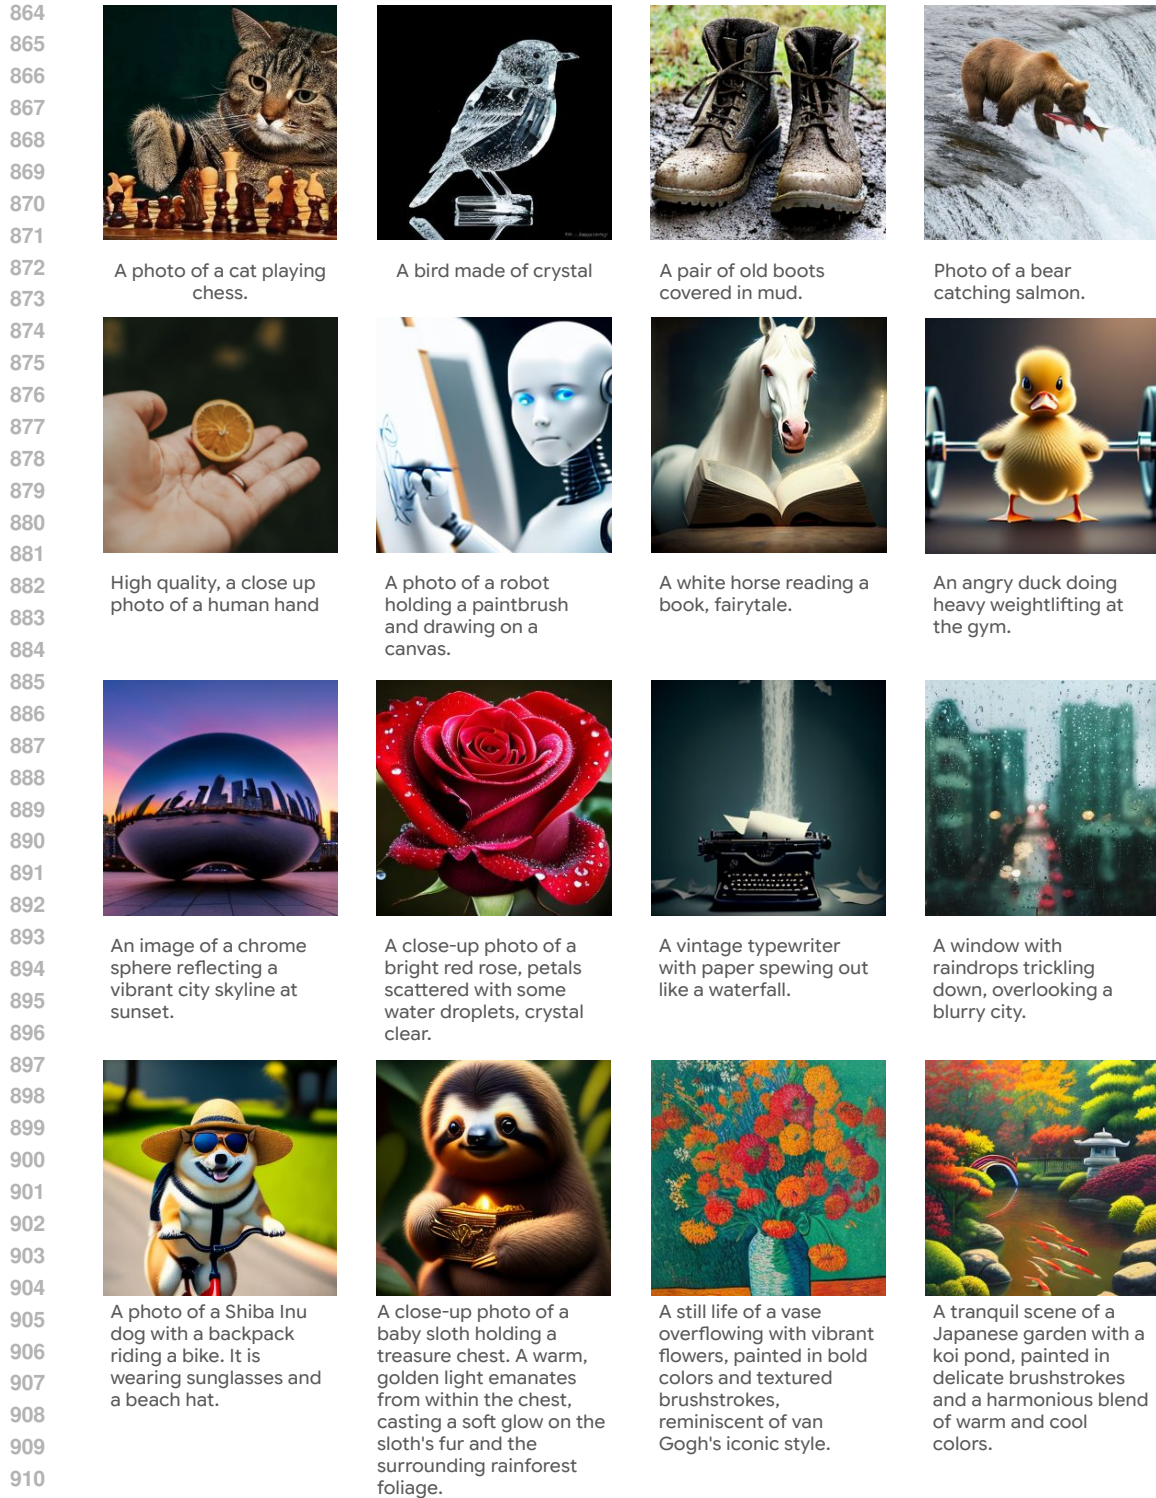 864
865
866
867
868
869
870
871
872
873
874
875
876
877
878
879
880
881
882
883
884
885
886
887
888
889
890
891
892
893
894
895
896
897
898
899
900
901
902
903
904
905
906
907
908
909
910
A photo of a cat playing
chess.
A bird made of crystal
A pair of old boots
covered in mud.
Photo of a bear
catching salmon.
High quality, a close up
photo of a human hand
A photo of a robot
holding a paintbrush
and drawing on a
canvas.
A white horse reading a
book, fairytale.
An angry duck doing
heavy weightlifting at
the gym.
An image of a chrome
sphere reflecting a
vibrant city skyline at
sunset.
A close-up photo of a
bright red rose, petals
scattered with some
water droplets, crystal
clear.
A vintage typewriter
with paper spewing out
like a waterfall.
A window with
raindrops trickling
down, overlooking a
blurry city.
A photo of a Shiba Inu
dog with a backpack
riding a bike. It is
wearing sunglasses and
a beach hat.
A close-up photo of a
baby sloth holding a
treasure chest. A warm,
golden light emanates
from within the chest,
casting a soft glow on the
sloth's fur and the
surrounding rainforest
foliage.
A still life of a vase
overflowing with vibrant
flowers, painted in bold
colors and textured
brushstrokes,
reminiscent of van
Gogh's iconic style.
A tranquil scene of a
Japanese garden with a
koi pond, painted in
delicate brushstrokes
and a harmonious blend
of warm and cool
colors.